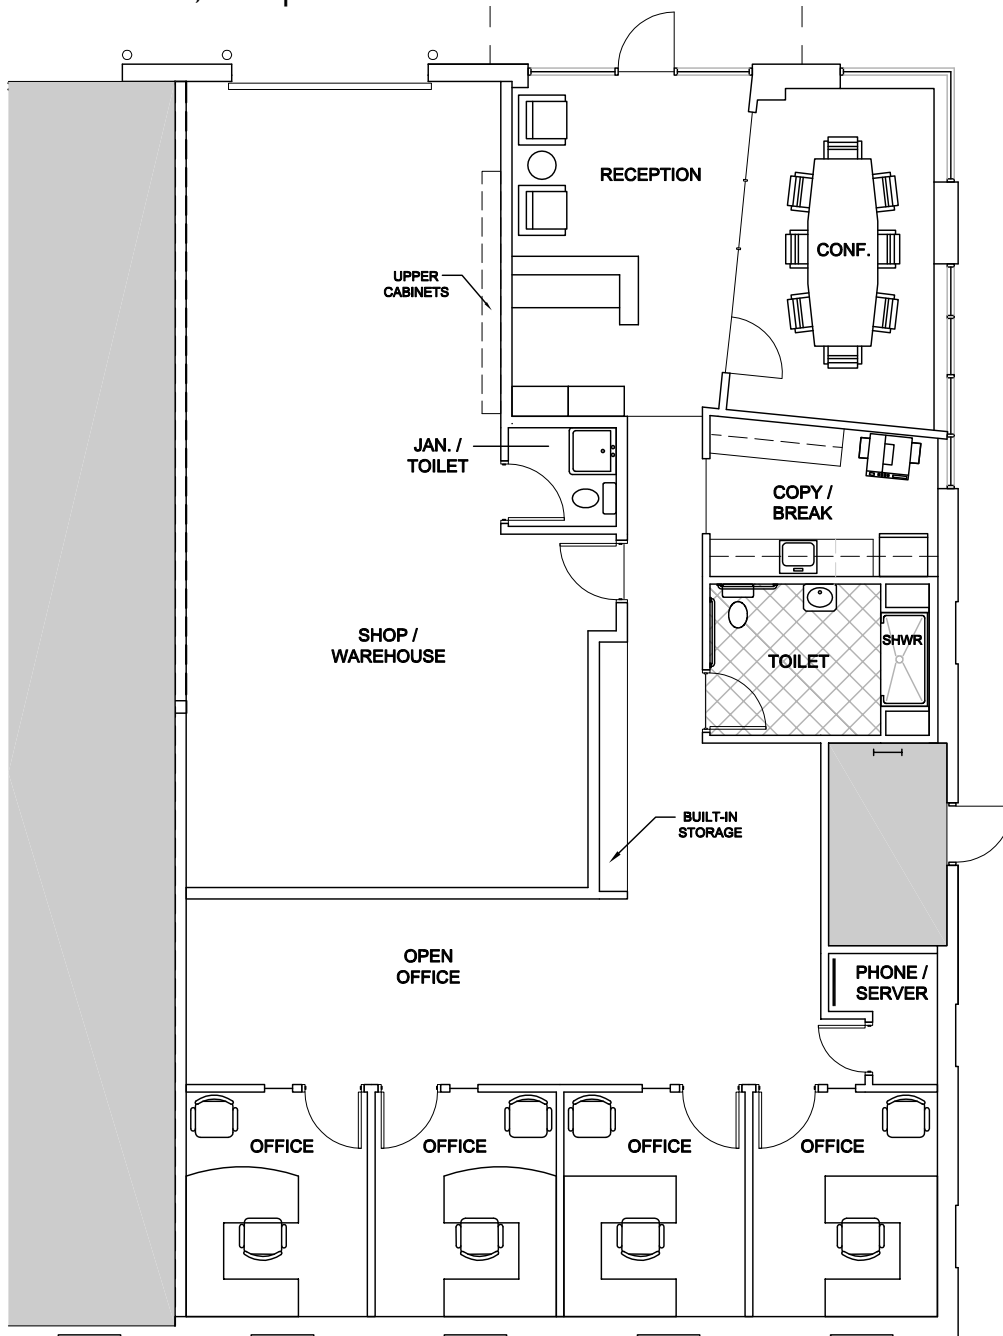 RECEPTION
CONF.
UPPER
CABINETS
JAN. /
TOILET
COPY /
BREAK
SHOP /
WAREHOUSE
TOILET
SHWR
BUILT-IN
STORAGE
OPEN
OFFICE
PHONE /
SERVER
OFFICE
OFFICE
OFFICE
OFFICE